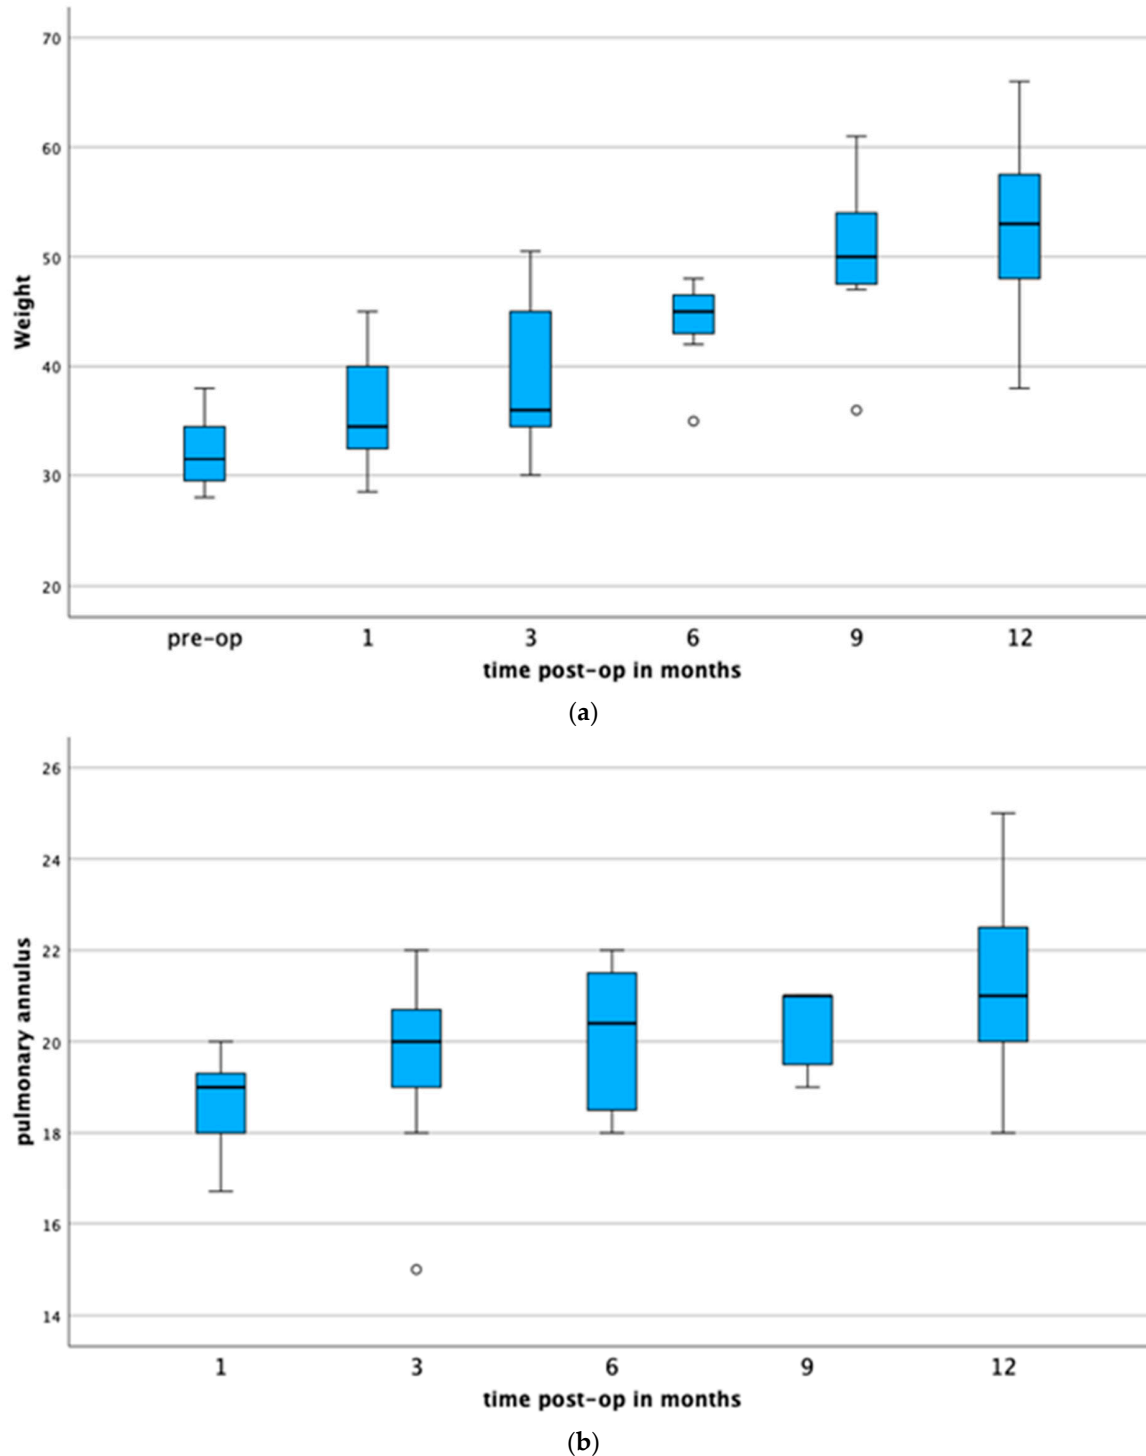 70
60
50
40
30
20
Weight
pre-op 1 3 6 9 12
time post-op in months
(a)
26
24
22
20
18
16
14
pulmonary annulus
1 3 6 9 12
time post-op in months
(b)